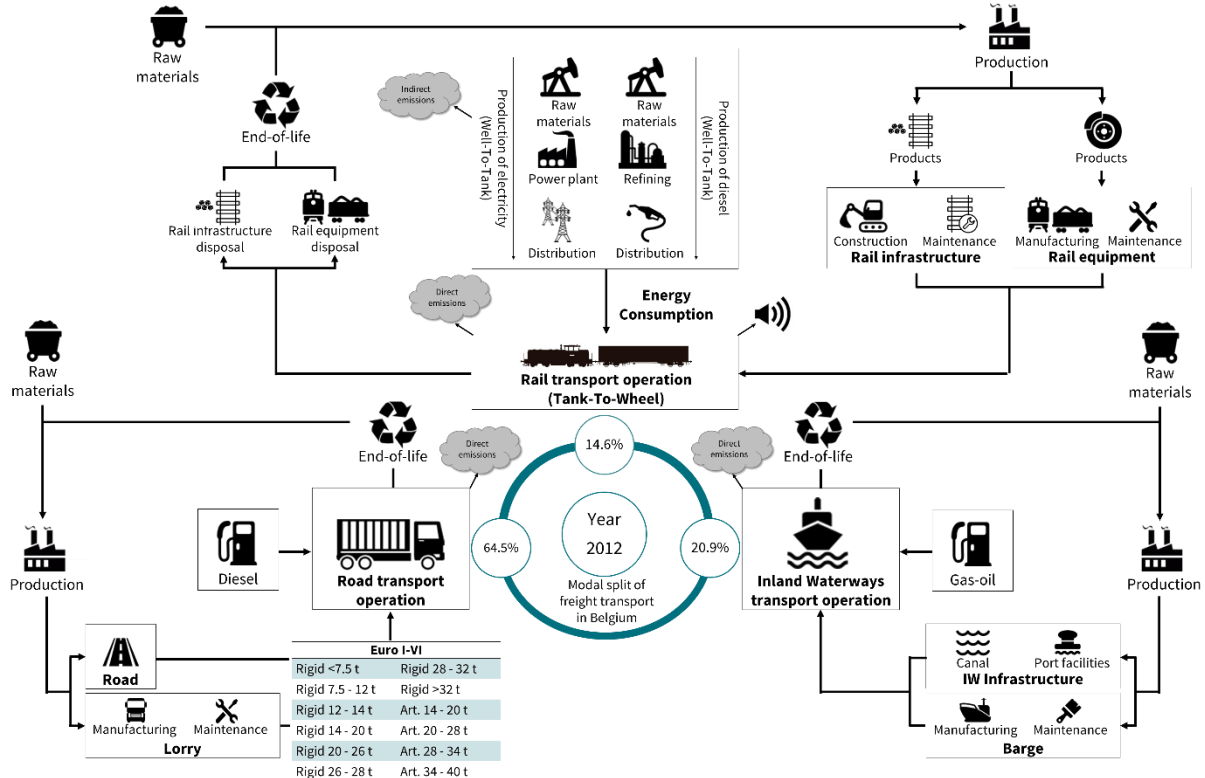 Raw
materials
Production
End-of-life
Indirect
emissions
Production of electricity
(Well-To-Tank)
Raw
materials
Power plant
Distribution
Raw
materials
Refining
Distribution
Production of diesel
(Well-To-Tank)
Products
Products
Rail infrastructure
disposal
Rail equipment
disposal
Construction
Maintenance
Rail infrastructure
Manufacturing
Maintenance
Rail equipment
Direct
emissions
Energy
Consumption
Rail transport operation
(Tank-To-Wheel)
Raw
materials
Raw
materials
End-of-life
Direct
emissions
14.6%
Direct
emissions
End-of-life
Production
Diesel
Road transport
operation
64.5%
Year
2012
20.9%
Modal split of
freight transport
in Belgium
Inland Waterways
transport operation
Gas-oil
Production
Road
Manufacturing
Maintenance
Lorry
Euro I-VI
Rigid <7.5 t Rigid 28 - 32 t
Rigid 7.5 - 12 t Rigid >32 t
Rigid 12 - 14 t Art. 14 - 20 t
Rigid 14 - 20 t Art. 20 - 28 t
Rigid 20 - 26 t Art. 28 - 34 t
Rigid 26 - 28 t Art. 34 - 40 t
Canal
Port facilities
IW Infrastructure
Manufacturing
Maintenance
Barge